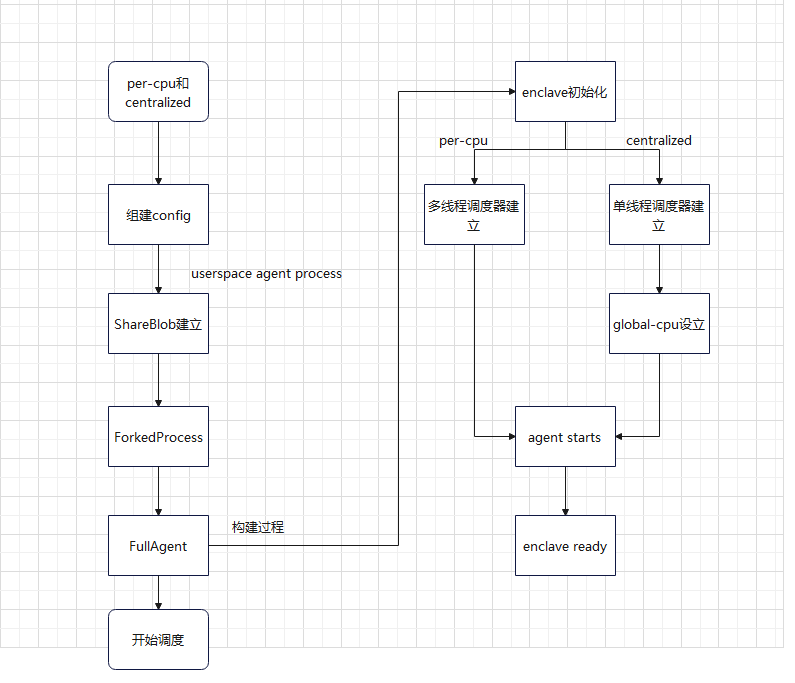 per-cpu和
centralized
组建config
userspace agent process
ShareBlob建立
ForkedProcess
FullAgent
构建过程
开始调度
enclave初始化
per-cpu
centralized
多线程调度器建
立
单线程调度器建
立
global-cpu设立
agent starts
enclave ready